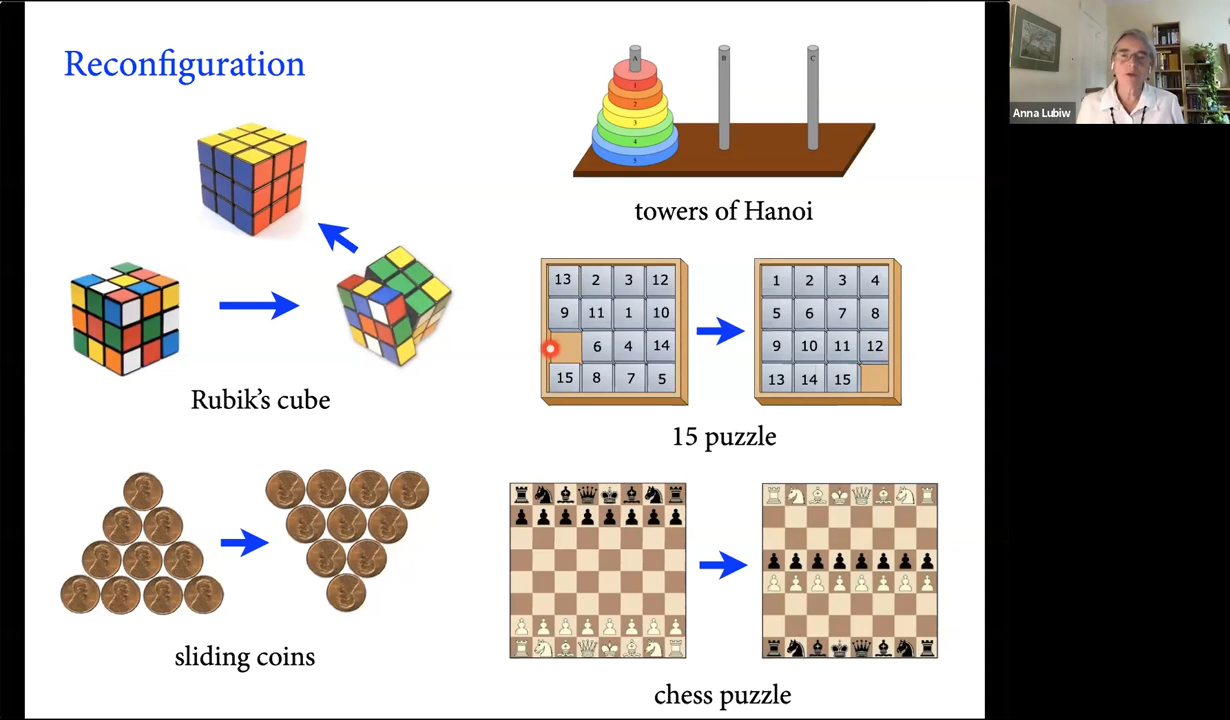 Reconfiguration
A
B
C
1
2
3
4
5
towers of Hanoi
Rubik's cube
13 2 3 12
9 11 1 10
6 4 14
15 8 7 5
1 2 3 4
5 6 7 8
9 10 11 12
13 14 15
15 puzzle
sliding coins
chess puzzle
Anna Lubiw